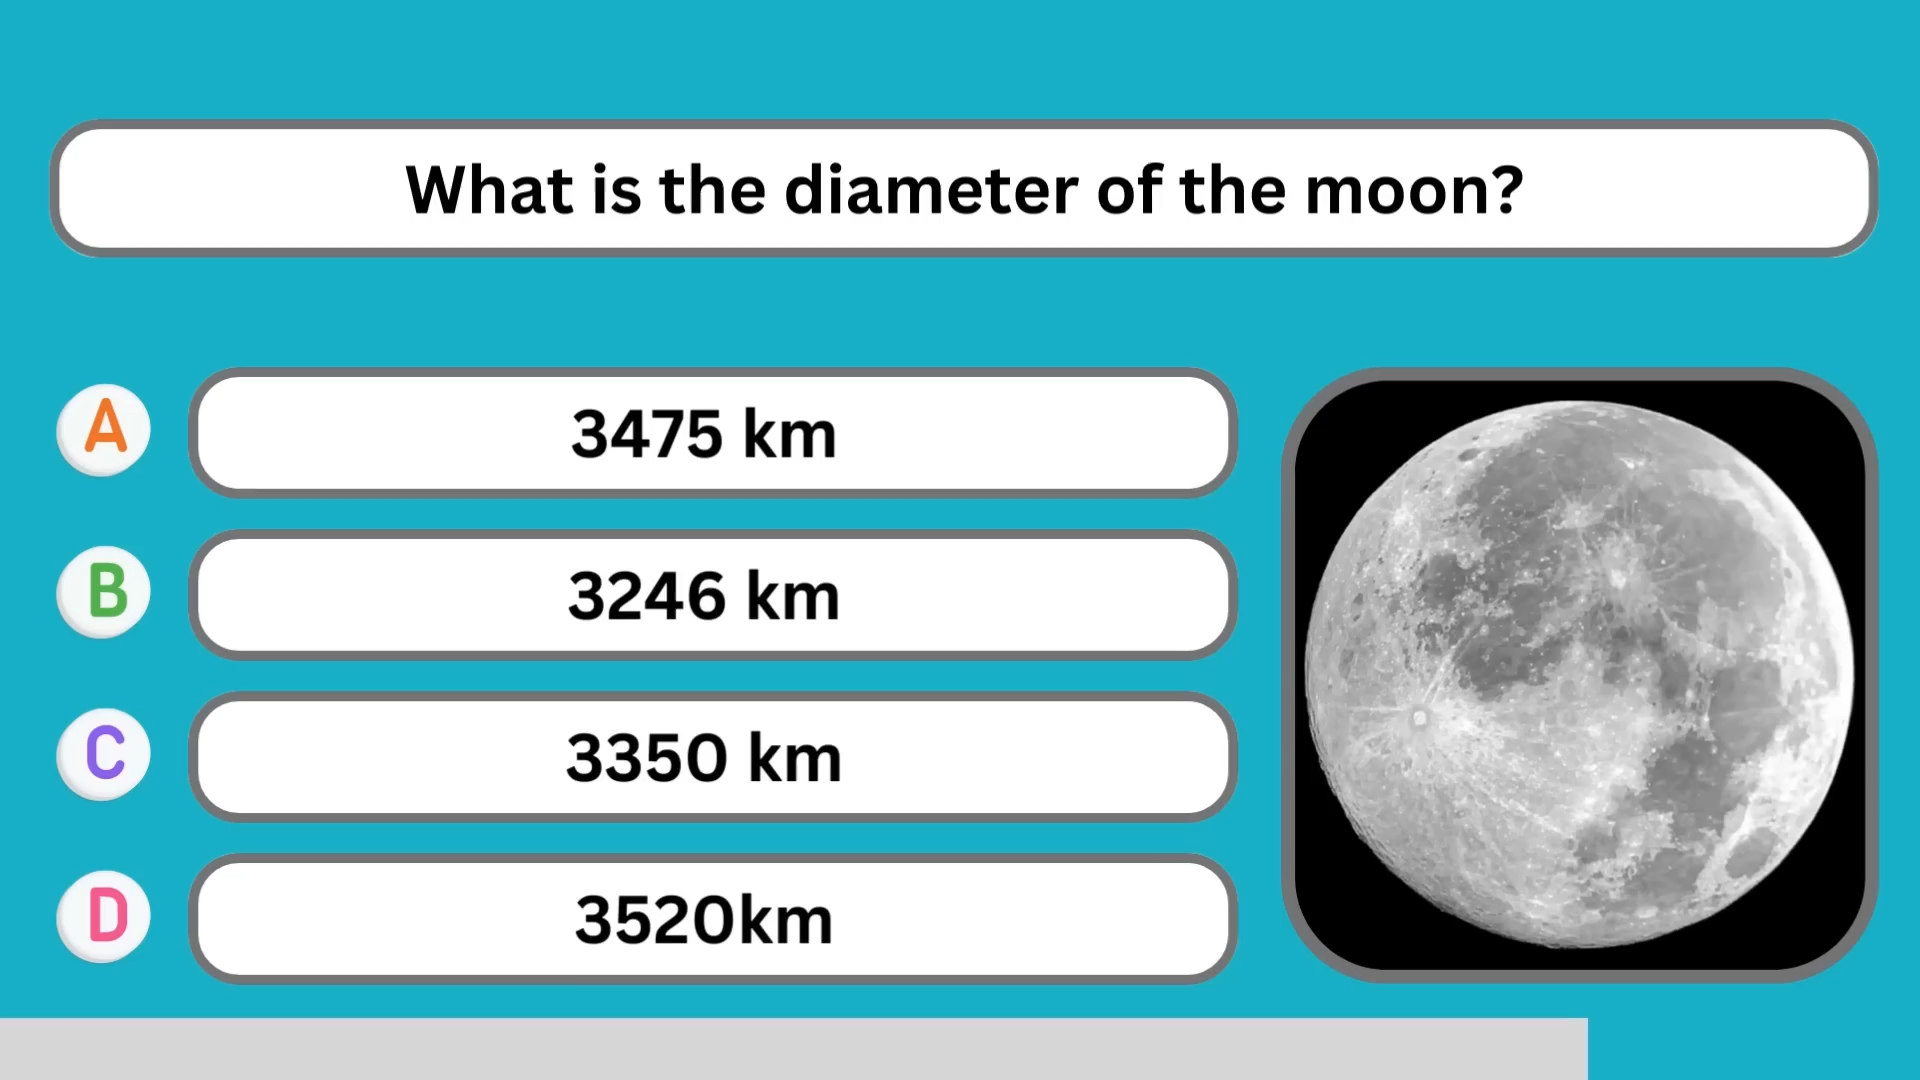 What is the diameter of the moon?
A 3475 km
B 3246 km
C 3350 km
D 3520km